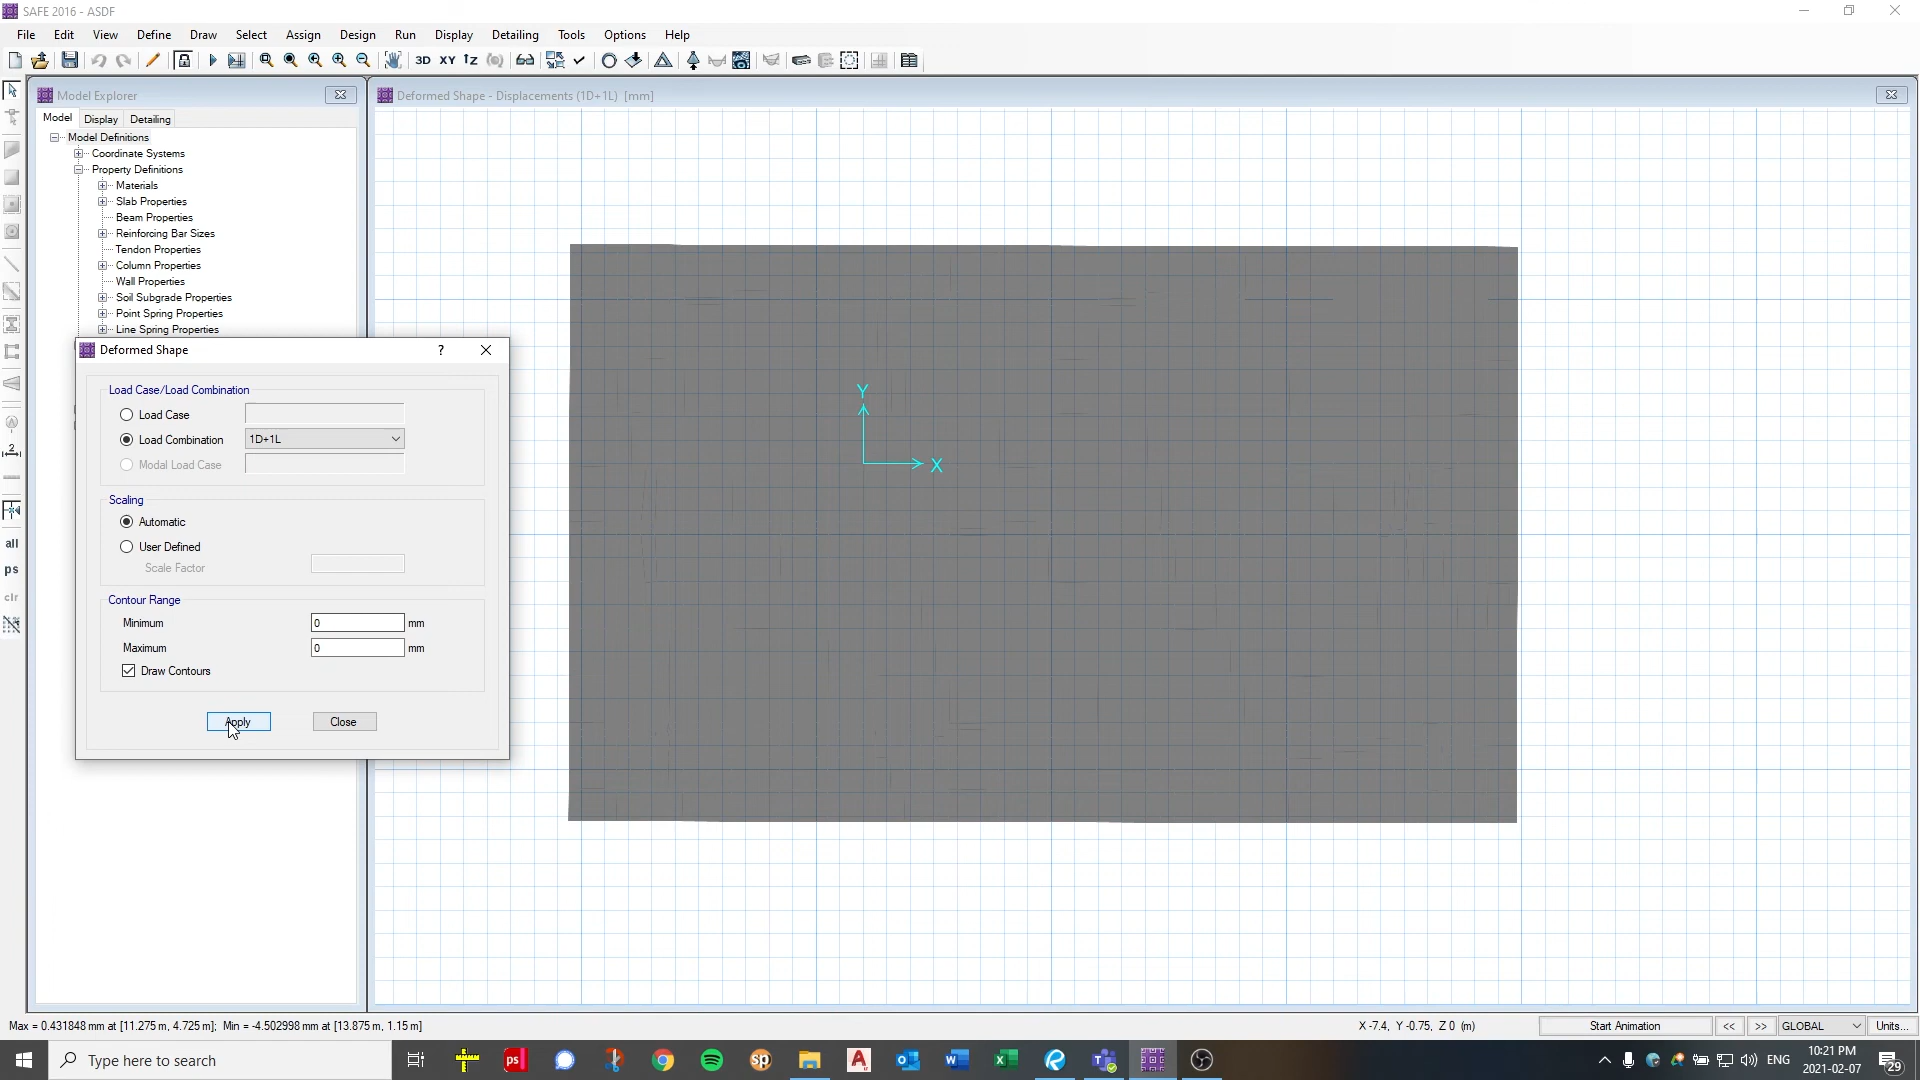 SAFE 2016 - ASDF
File Edit View Define Draw Select Assign Design Run Display Detailing Tools Options Help
3D XY
Model Explorer
Model Display Detailing
Model Definitions
Coordinate Systems
Property Definitions
Materials
Slab Properties
Beam Properties
Reinforcing Bar Sizes
Tendon Properties
Column Properties
Wall Properties
Soil Subgrade Properties
Point Spring Properties
Line Spring Properties
all
ps
clr
Deformed Shape
?
Load Case/Load Combination
Load Case
Load Combination 1D+1L
Modal Load Case
Scaling
Automatic
User Defined
Scale Factor
Contour Range
Minimum 0 mm
Maximum 0 mm
Draw Contours
Apply Close
Deformed Shape - Displacements (1D+1L) [mm]
Y
X
Max = 0.431848 mm at [11.275 m, 4.725 m]; Min = -4.502998 mm at [13.875 m, 1.15 m]
X -7.4, Y -0.75, Z 0 (m)
Start Animation << >> GLOBAL Units...
Type here to search
ps
sp
ENG
10:21 PM
2021-02-07
29